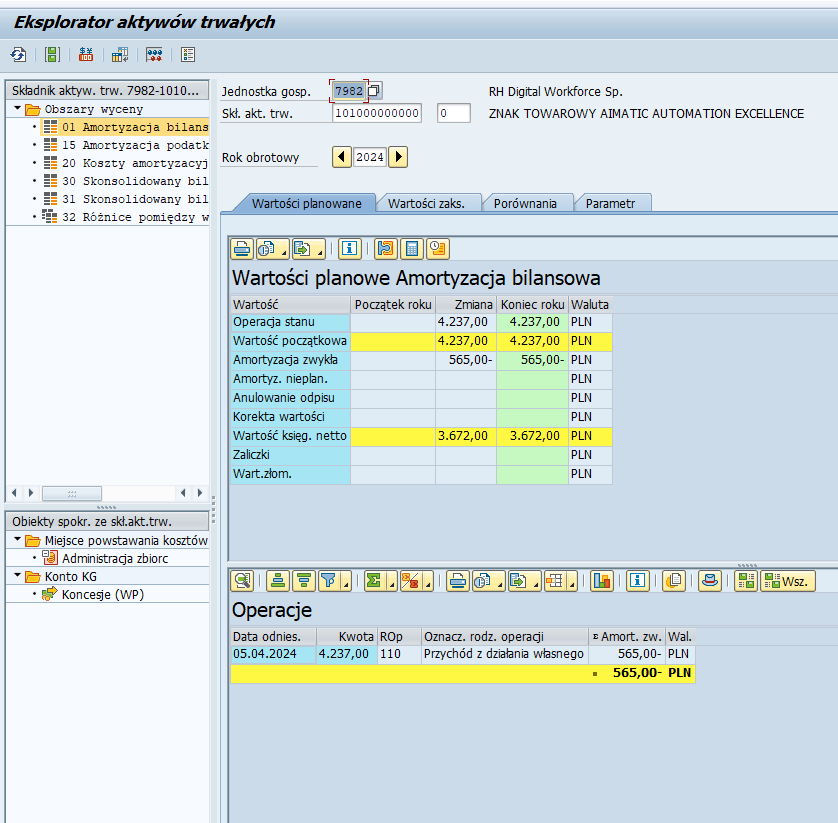 Eksplorator aktywów trwałych
Składnik aktyw. trw. 7982-1010...
Obszary wyceny
01 Amortyzacja bilans
15 Amortyzacja podatk
20 Koszty amortyzacyj
30 Skonsolidowany bil
31 Skonsolidowany bil
32 Różnice pomiędzy w
Obiekty spokr. ze skł.akt.trw.
Miejsce powstawania kosztów
Administracja zbiorc
Konto KG
Koncesje (WP)
Jednostka gosp. 7982 RH Digital Workforce Sp.
Skł. akt. trw. 101000000000 0 ZNAK TOWAROWY AIMATIC AUTOMATION EXCELLENCE
Rok obrotowy 2024
Wartości planowane Wartości zaks. Porównania Parametr
Wartości planowe Amortyzacja bilansowa
Wartość Początek roku Zmiana Koniec roku Waluta
Operacja stanu 4.237,00 4.237,00 PLN
Wartość początkowa 4.237,00 4.237,00 PLN
Amortyzacja zwykła 565,00- 565,00- PLN
Amortyz. nieplan. PLN
Anulowanie odpisu PLN
Korekta wartości PLN
Wartość księg. netto 3.672,00 3.672,00 PLN
Zaliczki PLN
Wart.złom. PLN
Wsz.
Operacje
Data odnies. Kwota ROp Oznacz. rodz. operacji Σ Amort. zw. Wal.
05.04.2024 4.237,00 110 Przychód z działania własnego 565,00- PLN
565,00- PLN